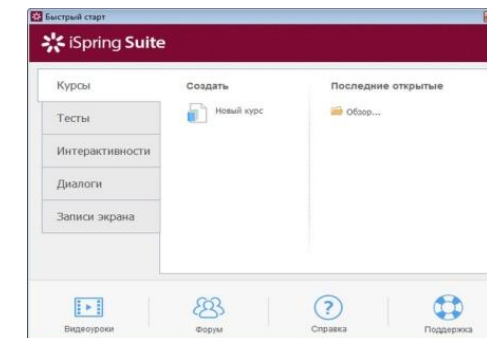 Быстрый старт
iSpring Suite
Курсы
Тесты
Интерактивности
Диалоги
Записи экрана
Создать
Новый курс
Последние открытые
Обзор...
Видеоуроки
Форум
Справка
Поддержка